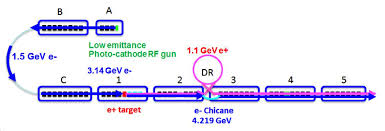 B A
Low emittance
Photo-cathode RF gun
1.1 GeV e+
1.5 GeV e-
3.14 GeV e-
DR
C 1 2 3 4 5
e+ target
e- Chicane
4.219 GeV